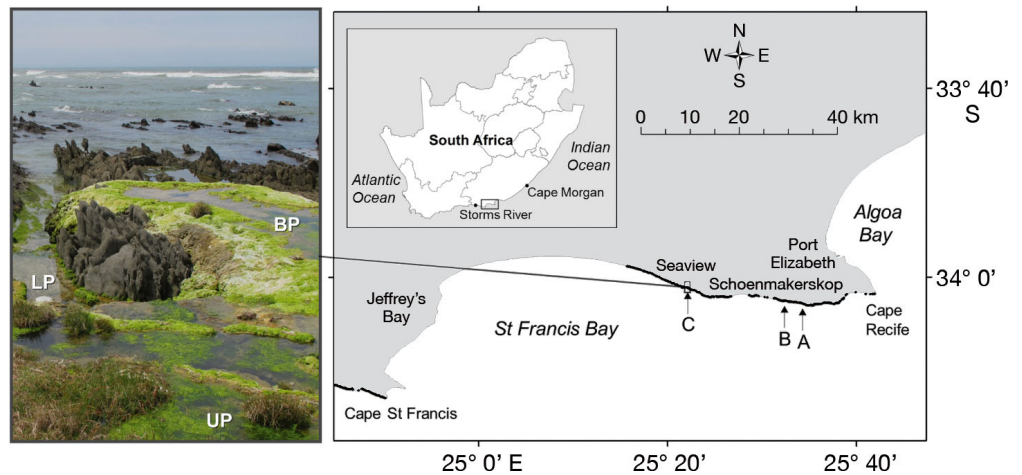 BP
LP
UP
N
W E
S
0 10 20 40 km
33° 40'
S
South Africa
Indian
Ocean
Atlantic
Ocean
Cape Morgan
Storms River
Algoa
Bay
Port
Elizabeth
Seaview
Schoenmakerskop
34° 0'
Jeffrey's
Bay
St Francis Bay
C
B
A
Cape
Recife
Cape St Francis
25° 0' E
25° 20'
25° 40'